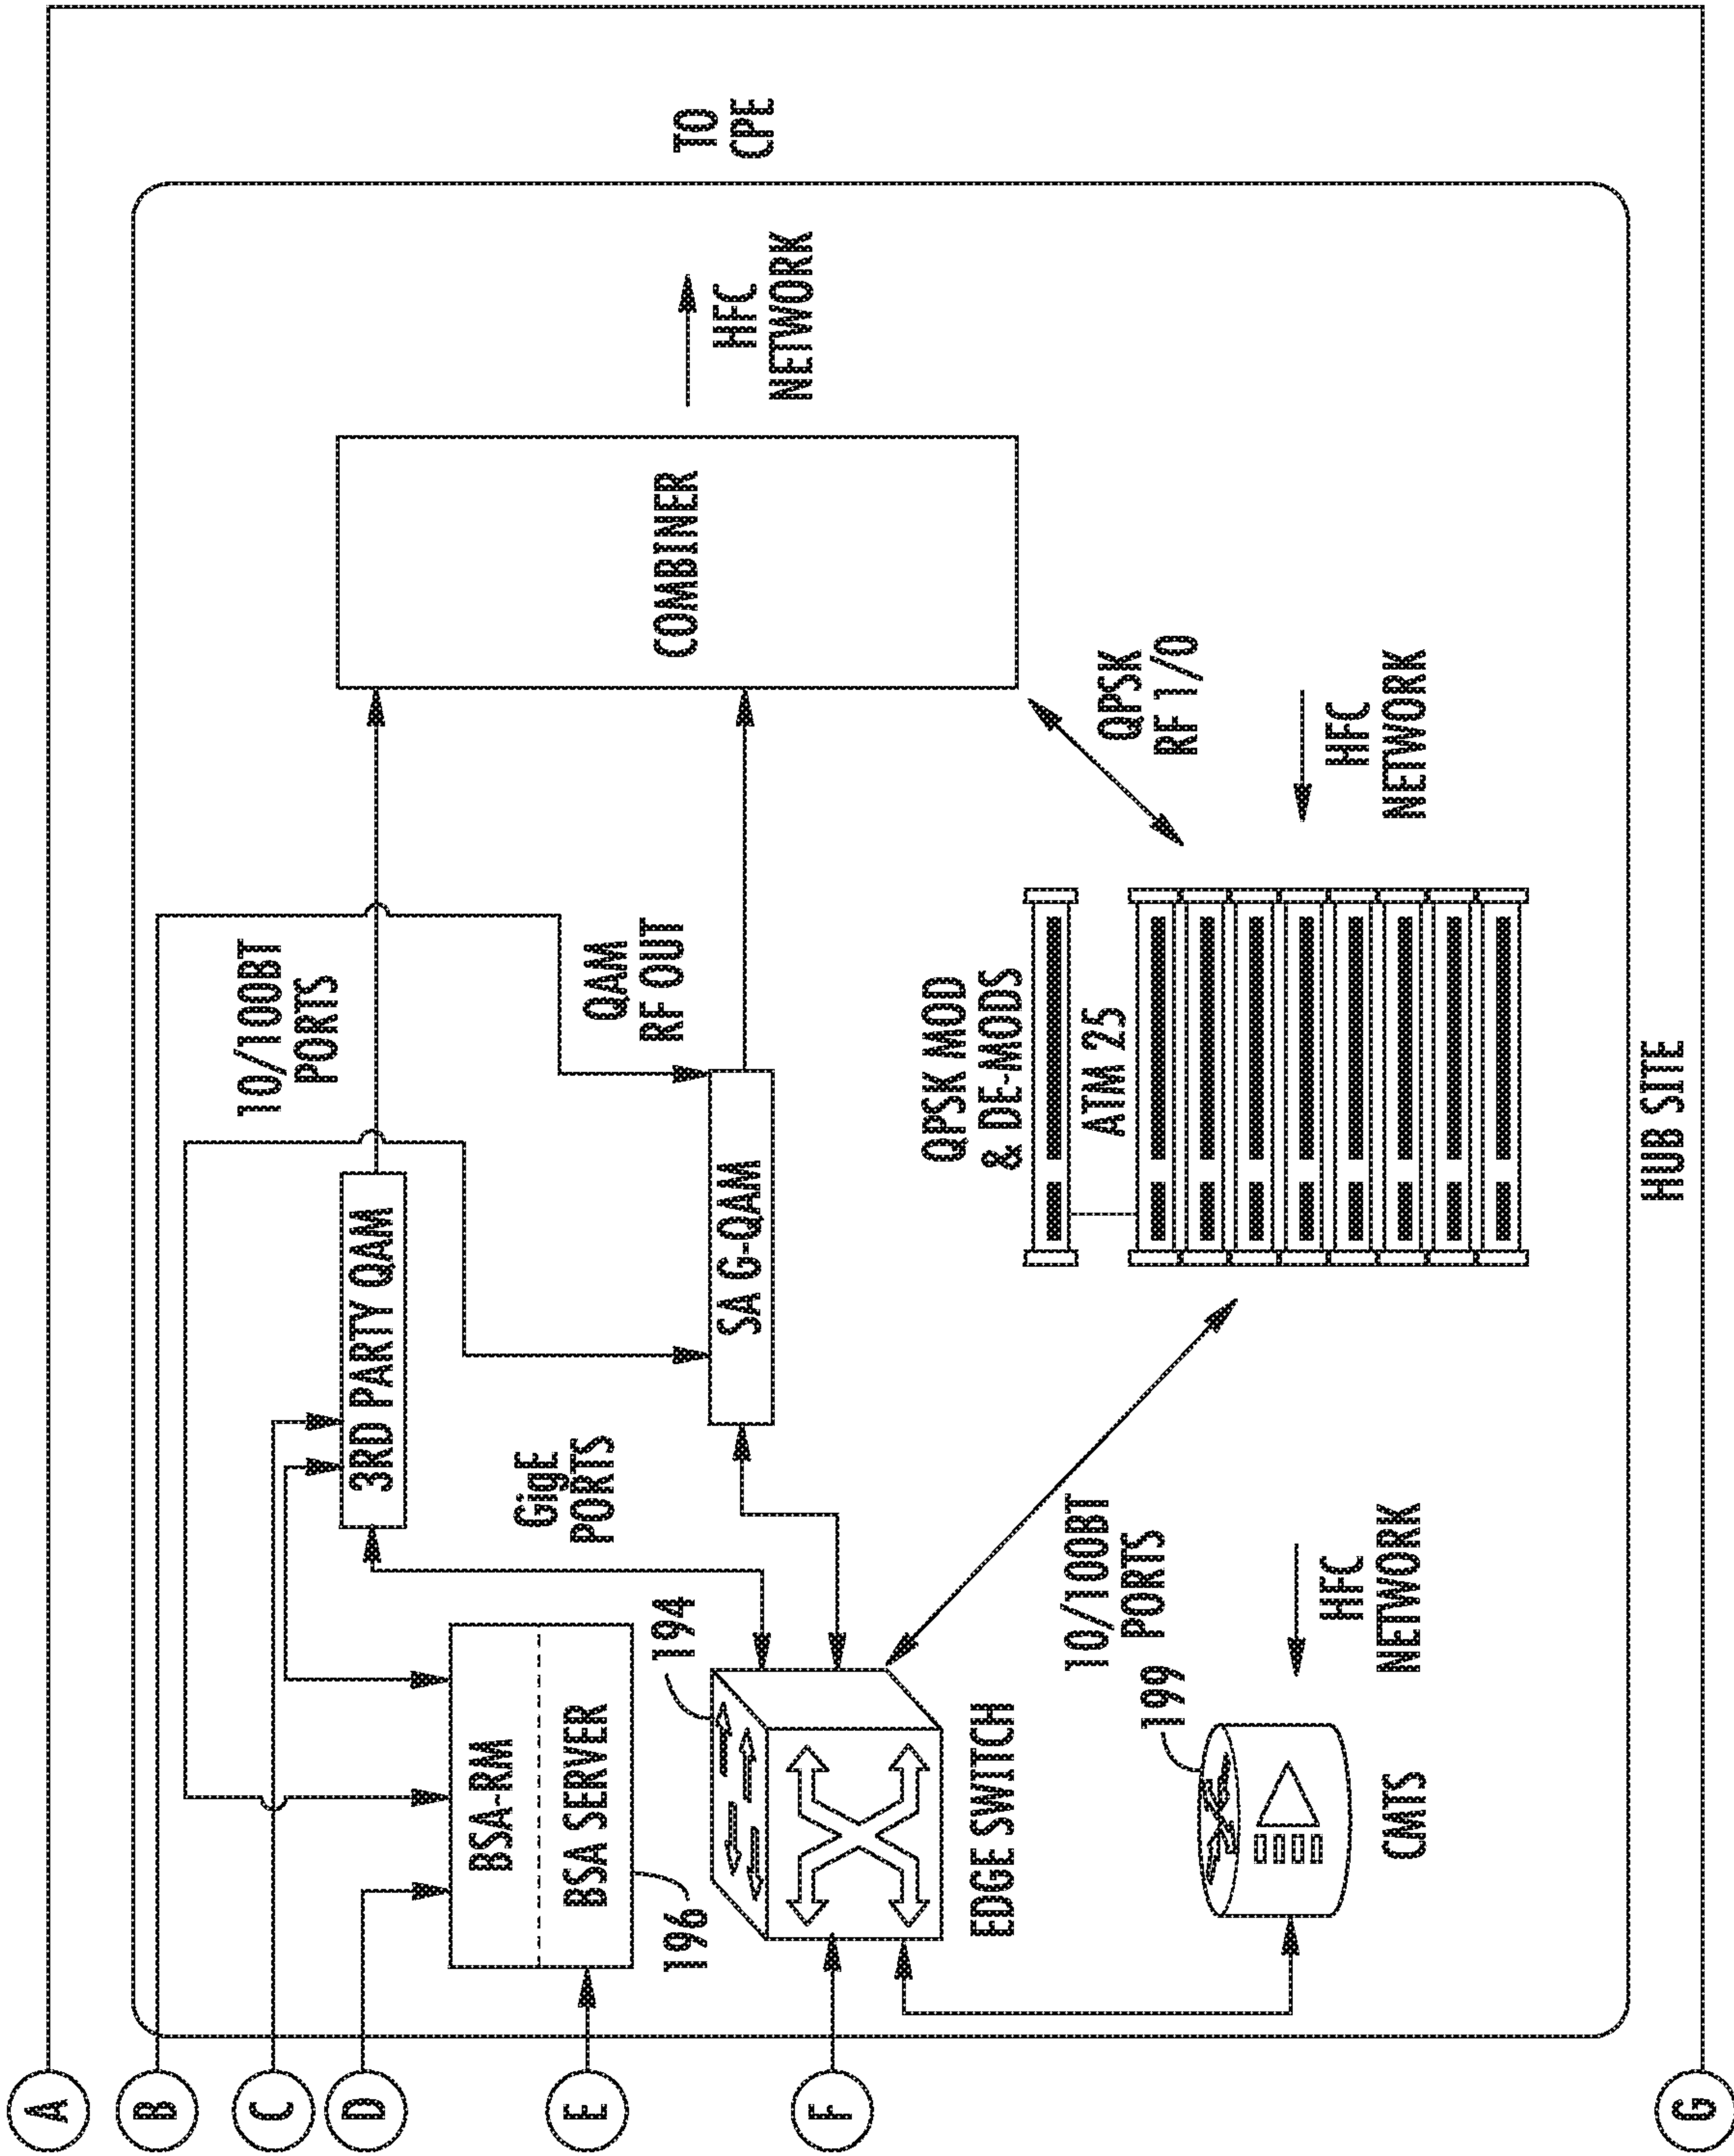 A
B
C
D
E
F
G
10/100BT
PORTS
3RD PARTY QAM
BSA-RM
BSA SERVER
196
194
GigE
PORTS
QAM
RF OUT
SA G-QAM
COMBINER
HFC
NETWORK
TO
CPE
EDGE SWITCH
QPSK MOD
& DE-MODS
ATM 25
QPSK
RF 1/0
10/100BT
PORTS
199
CMTS
HFC
NETWORK
HFC
NETWORK
HUB SITE